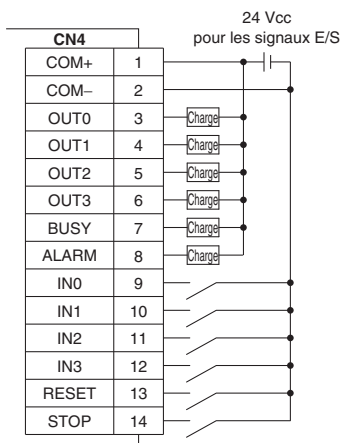 24 Vcc
pour les signaux E/S
CN4
COM+ 1
COM– 2
OUT0 3 Charge
OUT1 4 Charge
OUT2 5 Charge
OUT3 6 Charge
BUSY 7 Charge
ALARM 8 Charge
IN0 9
IN1 10
IN2 11
IN3 12
RESET 13
STOP 14